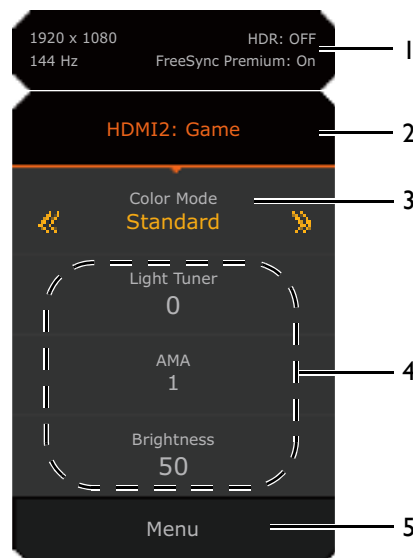 1920 x 1080 HDR: OFF 1
144 Hz FreeSync Premium: On
HDMI2: Game 2
Color Mode 3
Standard
Light Tuner
0
AMA 4
1
Brightness
50
Menu 5